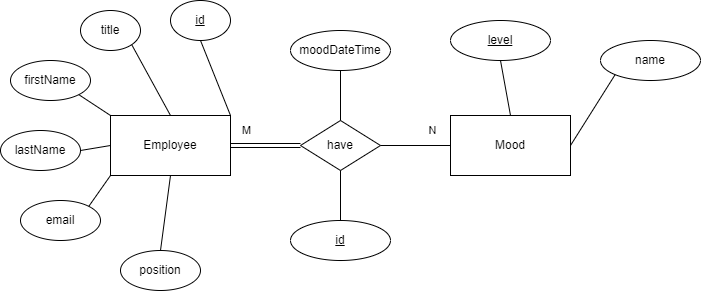 title
id
firstName
moodDateTime
level
name
lastName
Employee
M
have
N
Mood
email
position
id